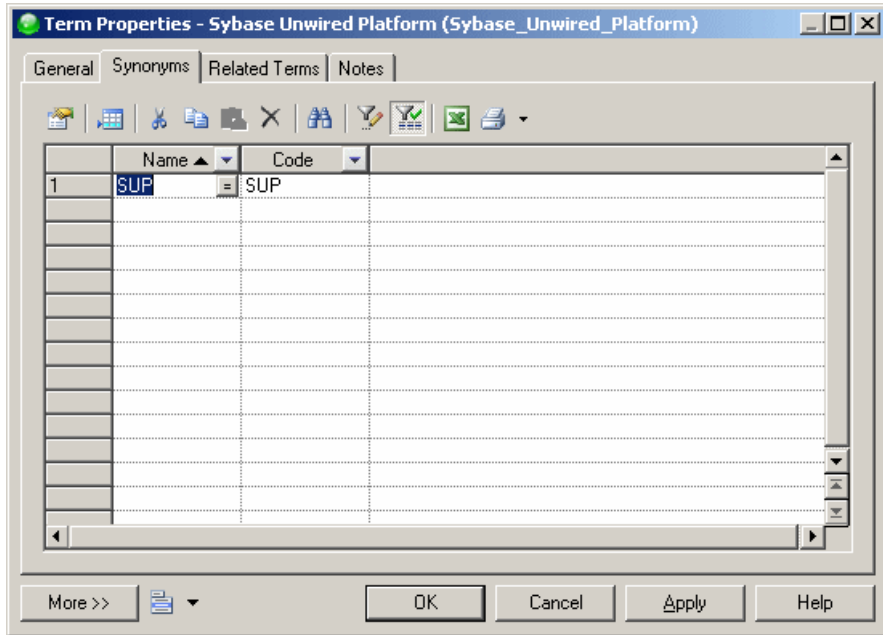 Term Properties - Sybase Unwired Platform (Sybase_Unwired_Platform)
General Synonyms Related Terms Notes
Name Code
1 SUP = SUP
More >> OK Cancel Apply Help